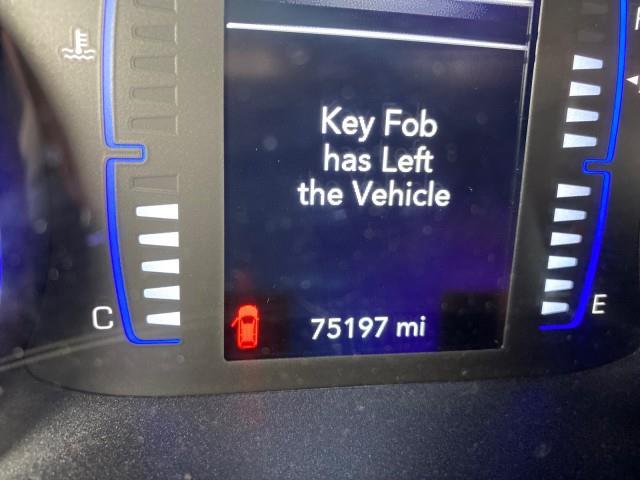 Key Fob
has Left
the Vehicle
C
E
75197 mi